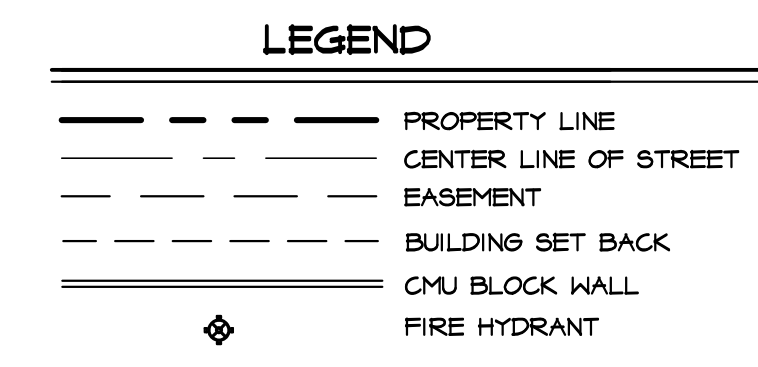 LEGEND
PROPERTY LINE
CENTER LINE OF STREET
EASEMENT
BUILDING SET BACK
CMU BLOCK WALL
FIRE HYDRANT